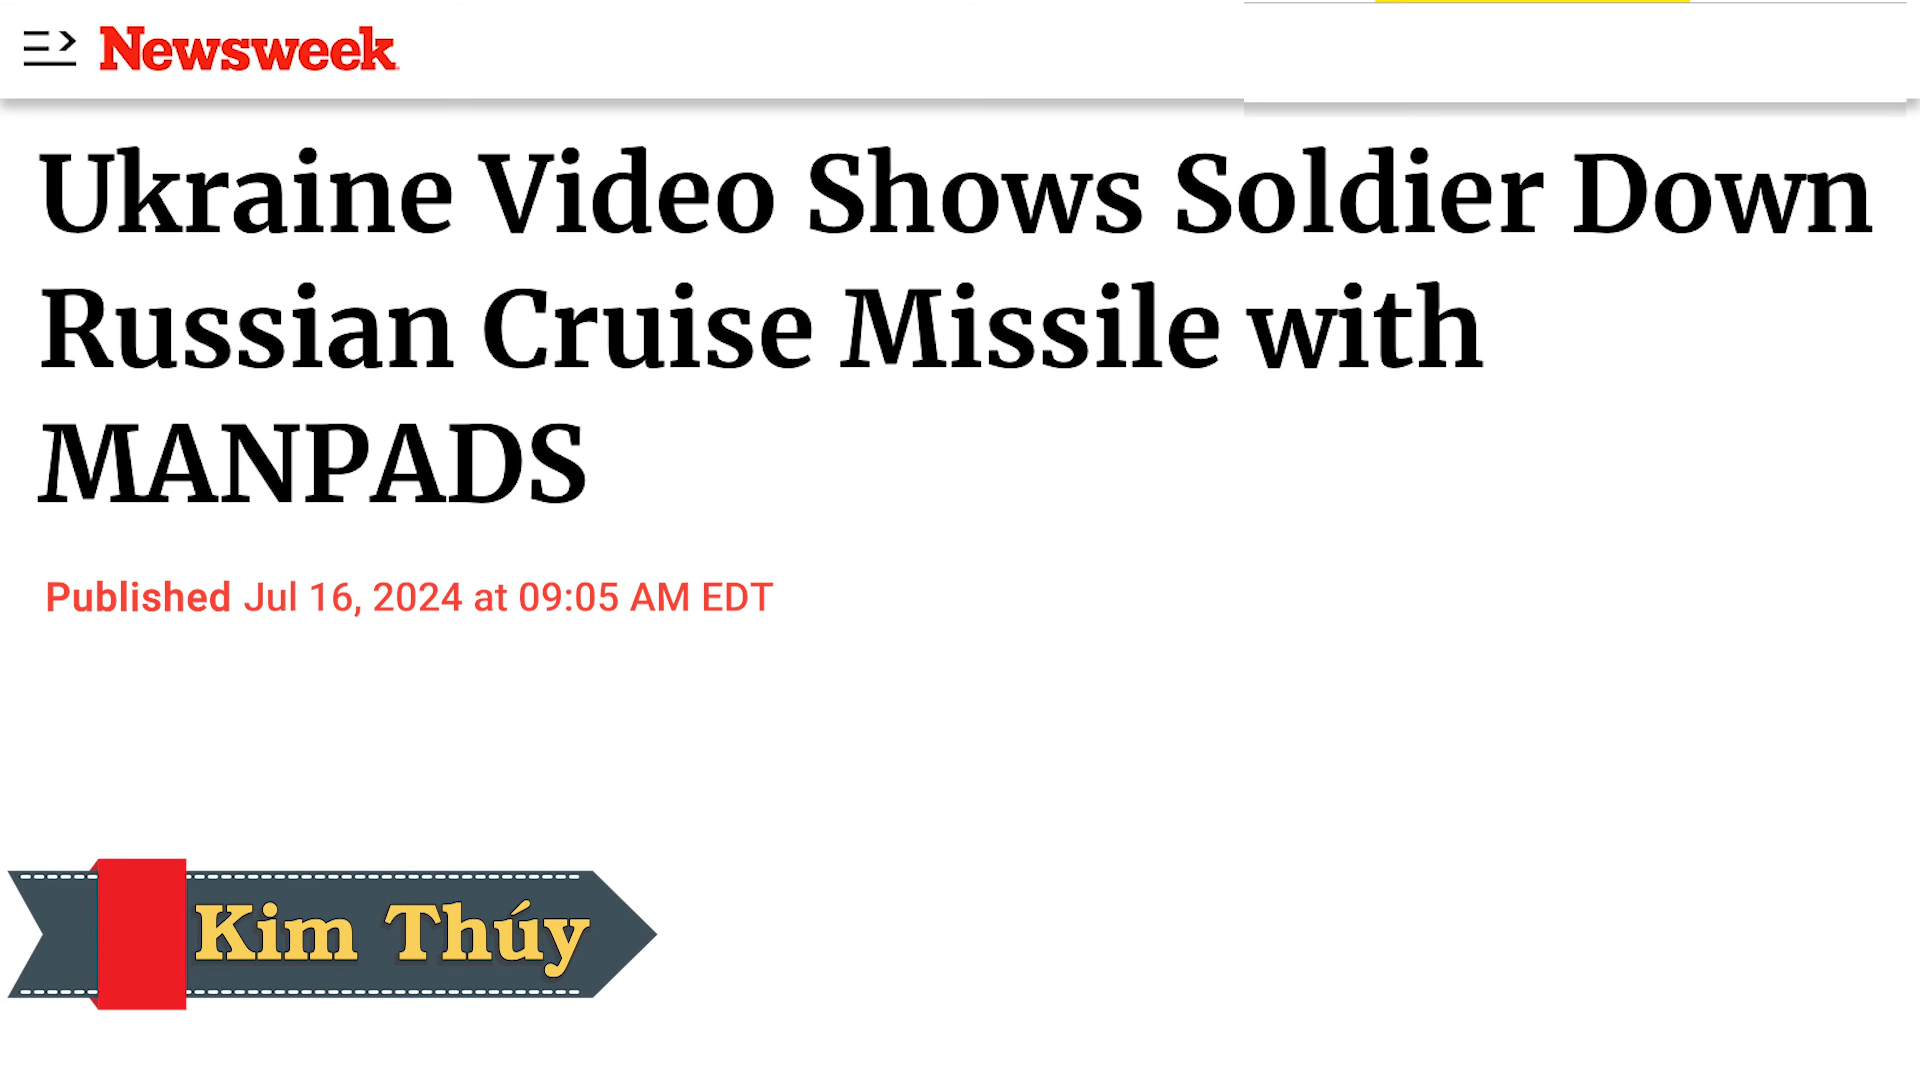 Newsweek
Ukraine Video Shows Soldier Down
Russian Cruise Missile with
MANPADS
Published Jul 16, 2024 at 09:05 AM EDT
Kim Thúy